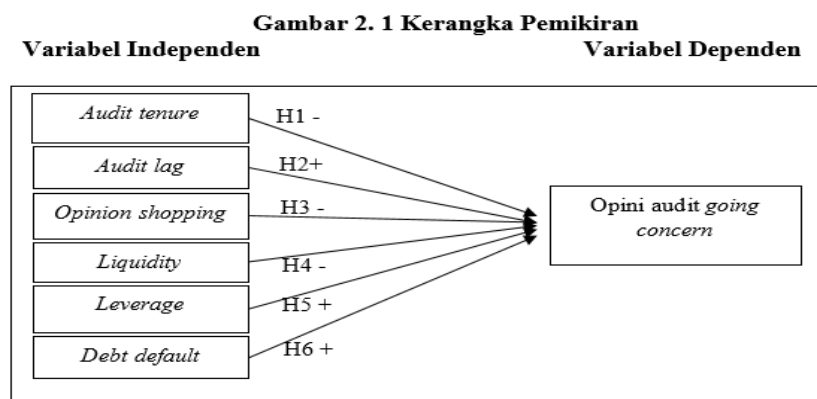 Gambar 2. 1 Kerangka Pemikiran
Variabel Independen
Variabel Dependen
Audit tenure
H1 -
Audit lag
H2+
Opinion shopping
H3 -
Opini audit going
concern
Liquidity
H4 -
Leverage
H5 +
Debt default
H6 +